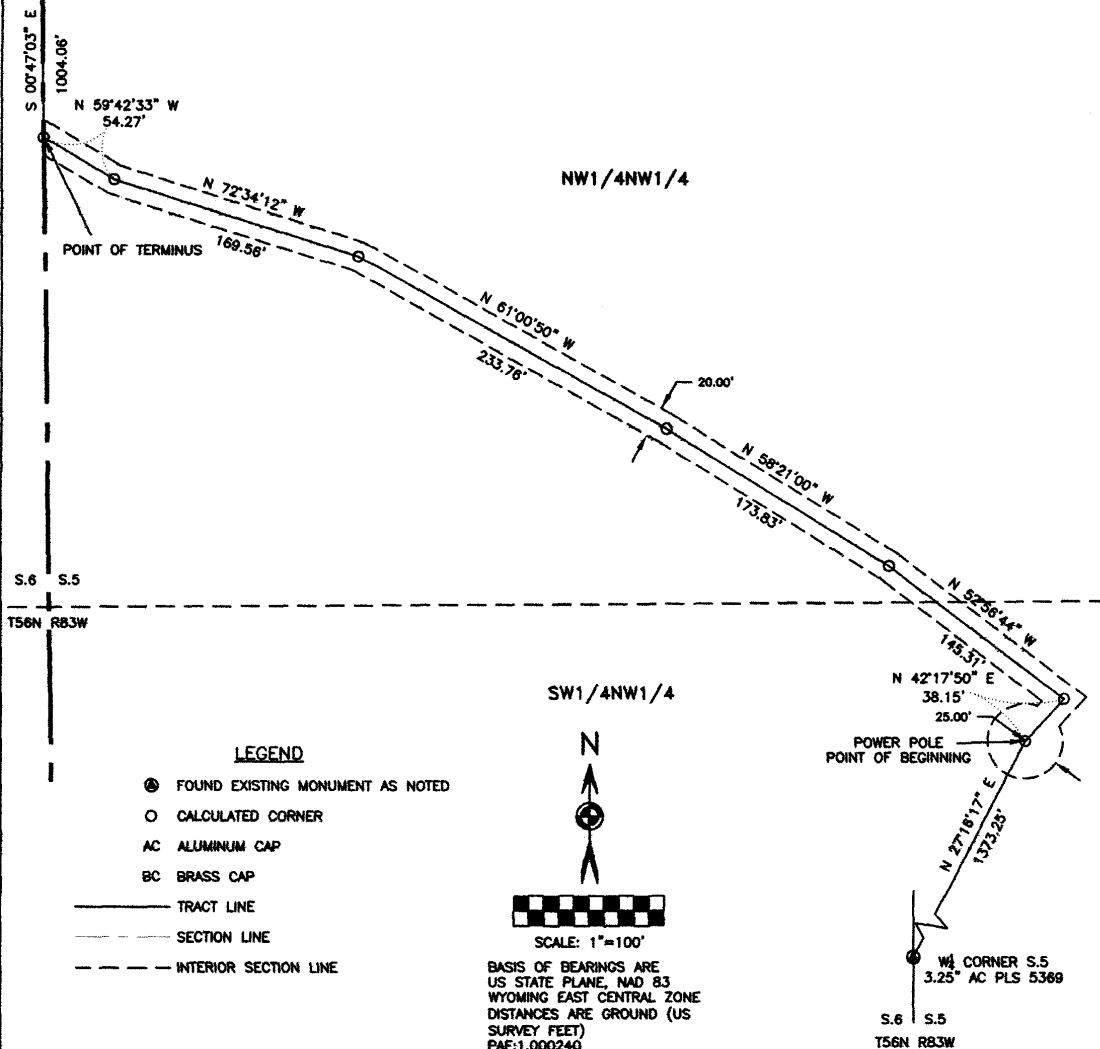 S 00°47'03" E
1004.06'
N 59°42'33" W
54.27'
N 72°34'12" W
169.56'
POINT OF TERMINUS
NW1/4NW1/4
N 61°00'50" W
233.76'
20.00'
N 58°21'00" W
173.83'
S.6 S.5
T56N R83W
N 52°56'44" W
145.31'
N 42°17'50" E
38.15'
25.00'
SW1/4NW1/4
POWER POLE
POINT OF BEGINNING
N 27°16'17" E
1373.25'
LEGEND
FOUND EXISTING MONUMENT AS NOTED
CALCULATED CORNER
AC ALUMINUM CAP
BC BRASS CAP
TRACT LINE
SECTION LINE
INTERIOR SECTION LINE
N
SCALE: 1"=100'
BASIS OF BEARINGS ARE
US STATE PLANE, NAD 83
WYOMING EAST CENTRAL ZONE
DISTANCES ARE GROUND (US
SURVEY FEET)
PAF:1.000240
W¼ CORNER S.5
3.25" AC PLS 5369
S.6 S.5
T56N R83W